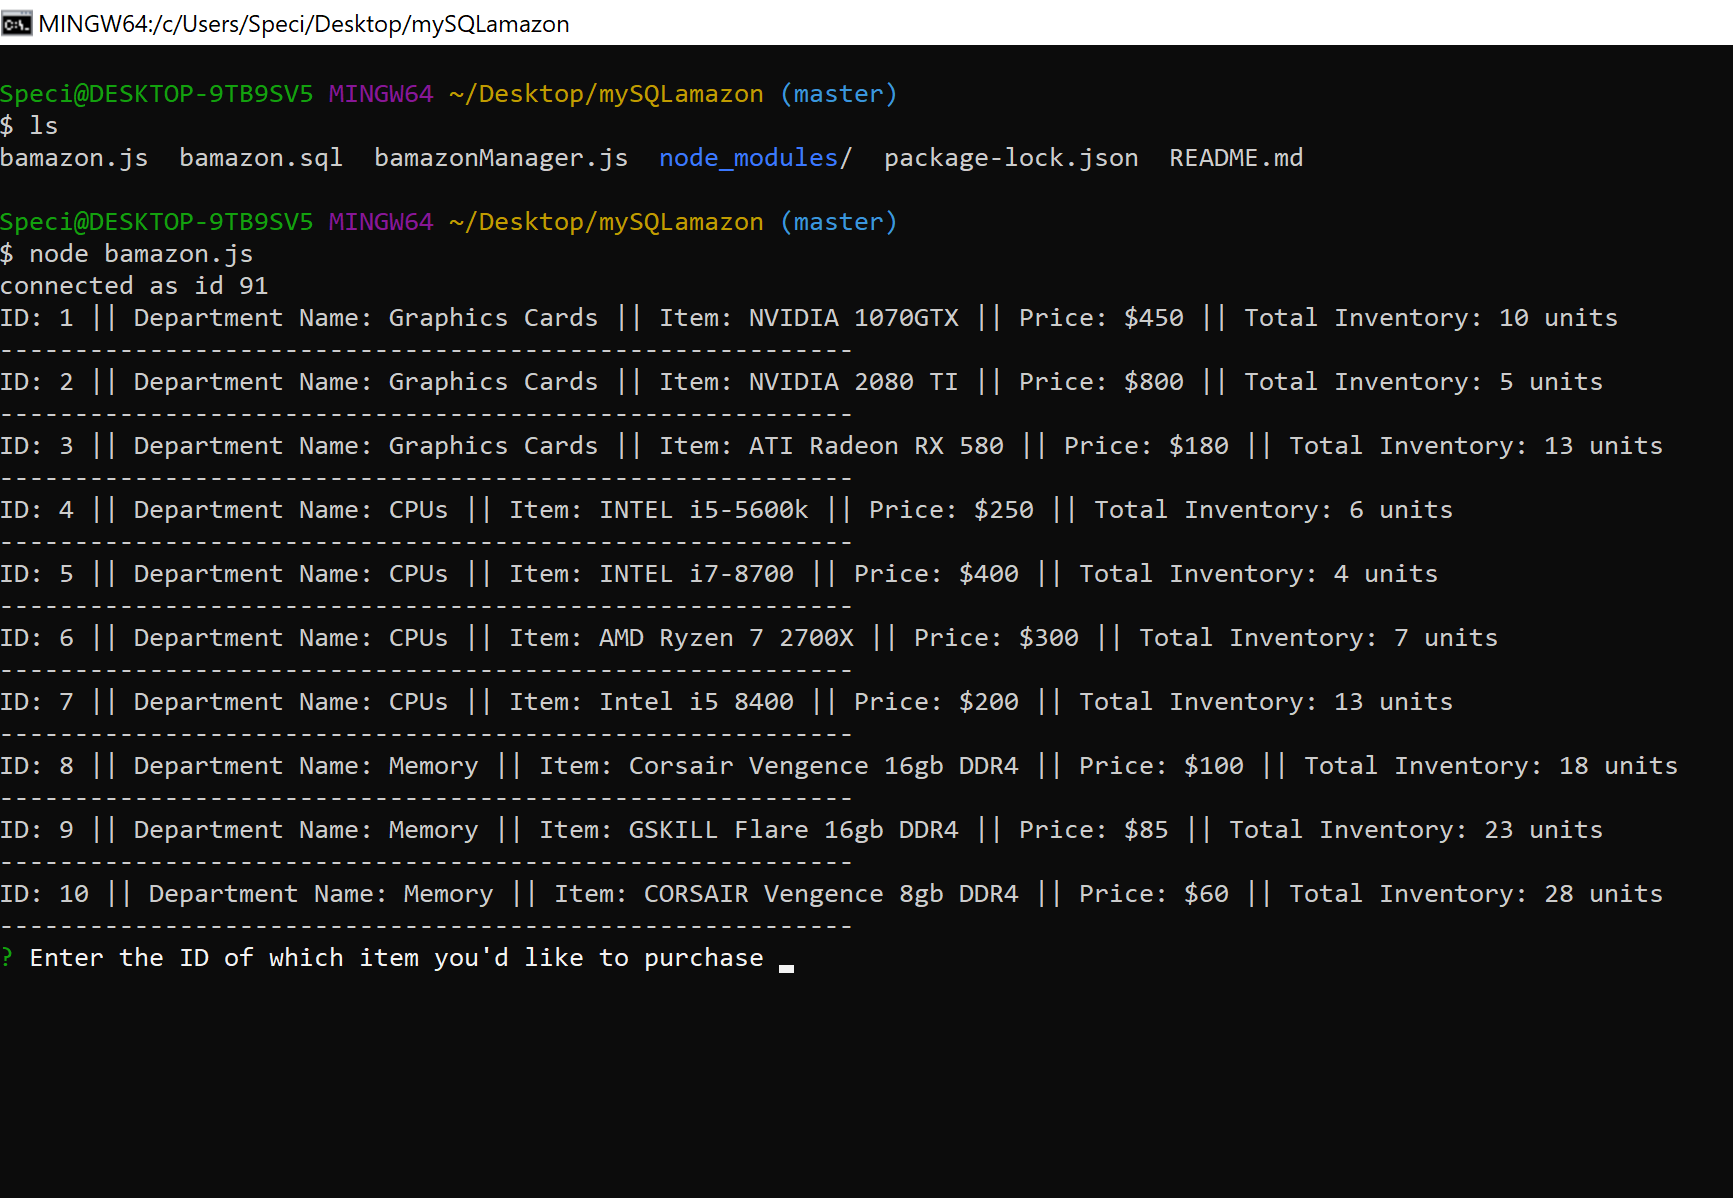 MINGW64:/c/Users/Speci/Desktop/mySQLamazon
Speci@DESKTOP-9TB9SV5 MINGW64 ~/Desktop/mySQLamazon (master)
$ ls
bamazon.js  bamazon.sql  bamazonManager.js  node_modules/  package-lock.json  README.md
Speci@DESKTOP-9TB9SV5 MINGW64 ~/Desktop/mySQLamazon (master)
$ node bamazon.js
connected as id 91
ID: 1 || Department Name: Graphics Cards || Item: NVIDIA 1070GTX || Price: $450 || Total Inventory: 10 units
---------------------------------------------------------
ID: 2 || Department Name: Graphics Cards || Item: NVIDIA 2080 TI || Price: $800 || Total Inventory: 5 units
---------------------------------------------------------
ID: 3 || Department Name: Graphics Cards || Item: ATI Radeon RX 580 || Price: $180 || Total Inventory: 13 units
---------------------------------------------------------
ID: 4 || Department Name: CPUs || Item: INTEL i5-5600k || Price: $250 || Total Inventory: 6 units
---------------------------------------------------------
ID: 5 || Department Name: CPUs || Item: INTEL i7-8700 || Price: $400 || Total Inventory: 4 units
---------------------------------------------------------
ID: 6 || Department Name: CPUs || Item: AMD Ryzen 7 2700X || Price: $300 || Total Inventory: 7 units
---------------------------------------------------------
ID: 7 || Department Name: CPUs || Item: Intel i5 8400 || Price: $200 || Total Inventory: 13 units
---------------------------------------------------------
ID: 8 || Department Name: Memory || Item: Corsair Vengence 16gb DDR4 || Price: $100 || Total Inventory: 18 units
---------------------------------------------------------
ID: 9 || Department Name: Memory || Item: GSKILL Flare 16gb DDR4 || Price: $85 || Total Inventory: 23 units
---------------------------------------------------------
ID: 10 || Department Name: Memory || Item: CORSAIR Vengence 8gb DDR4 || Price: $60 || Total Inventory: 28 units
---------------------------------------------------------
? Enter the ID of which item you'd like to purchase